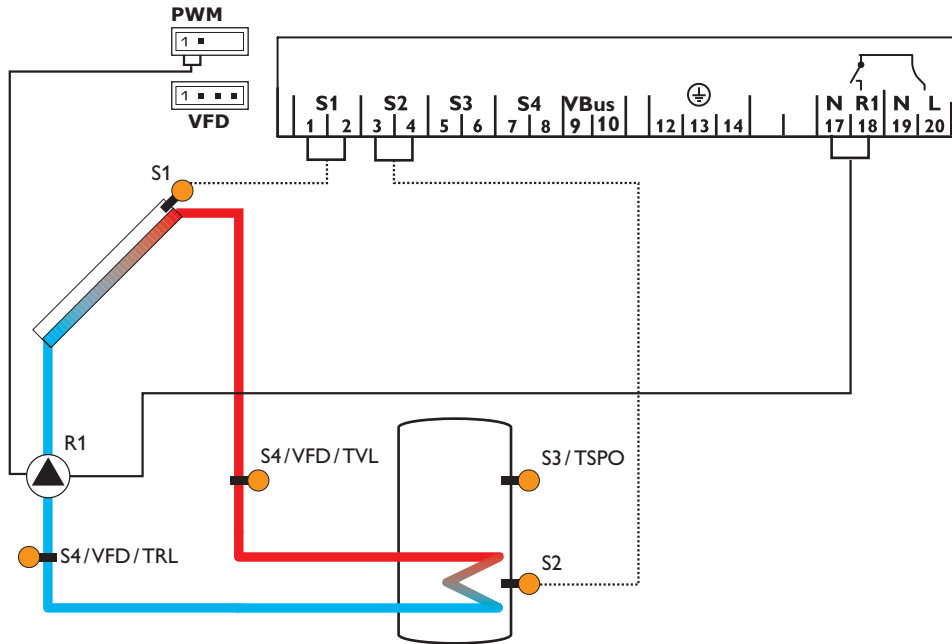 PWM
1
1
VFD
S1 S2 S3 S4 VBus N R1 N L
1 2 3 4 5 6 7 8 9 10 12 13 14 17 18 19 20
S1
R1
S4/VFD/TVL
S3/TSPO
S4/VFD/TRL
S2